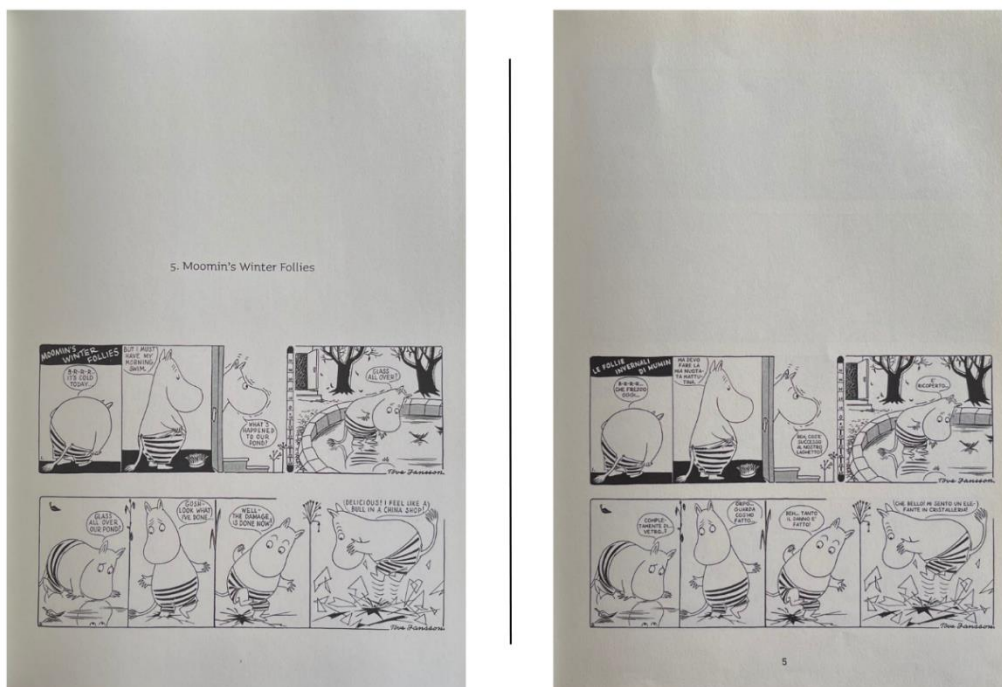 5. Moomin's Winter Follies
MOOMIN'S
WINTER
FOLLIES
B-R-R-R
IT'S COLD
TODAY..
BUT I MUST
HAVE MY
MORNING
SWIM.
WHAT'S
HAPPENED
TO OUR
POND?
GLASS
ALL OVER!!
Tove Jansson
GLASS
ALL OVER
OUR POND?
GOSH-
LOOK WHAT
I'VE DONE...
WELL-
THE DAMAGE
IS DONE NOW!
DELICIOUS! I FEEL LIKE A
BULL IN A CHINA SHOP!
Tove Jansson
LE FOLLIE
INVERNALI
DI MUMIN
B-R-R-R..
CHE FREDDO
OGGI...
MA DEVO
FARE LA
MIA NUOTA-
TA MATTU-
TINA.
BEH, COS'È
SUCCESSO
AL NOSTRO
LAGHETTO?
RICOPERTO...
Tove Jansson
COMPLE-
TAMENTE DI...
VETRO..?
GUARDA
COSA HO
FATTO...
BEH.. TANTO
IL DANNO E'
FATTO!
CHE BELLO! MI SENTO UN ELE-
FANTE IN CRISTALLERIA!
Tove Jansson
5